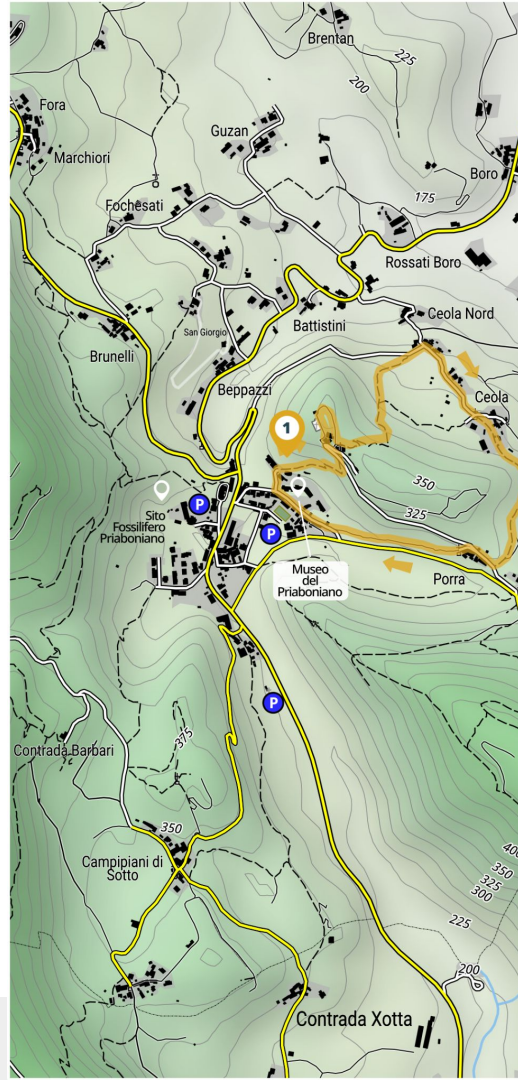 Brentan
225
200
Fora
Guzan
Marchiori
Boro
175
Fochesati
Rossati Boro
Ceola Nord
Battistini
San Giorgio
Brunelli
Beppazzi
Ceola
1
350
325
P
Sito
Fossilifero
Priaboniano
P
Museo
del
Priaboniano
Porra
P
375
Contrada Barbari
350
Campipiani di
Sotto
400
350
325
300
225
200
Contrada Xotta